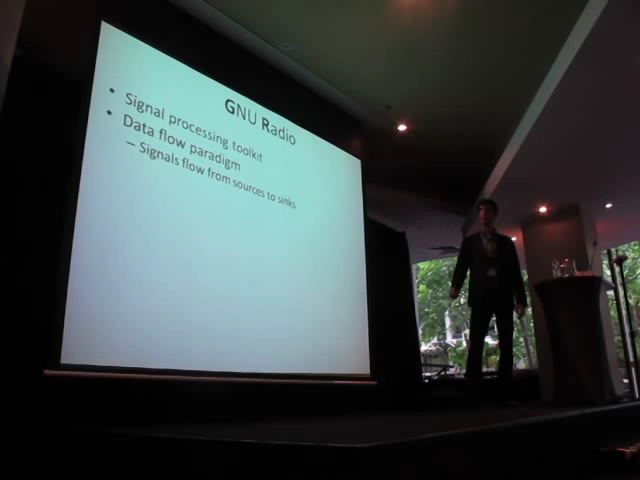 GNU Radio
• Signal processing toolkit
• Data flow paradigm
– Signals flow from sources to sinks